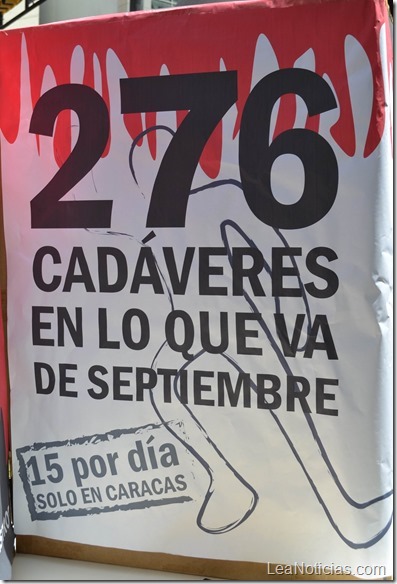 276
CADÁVERES
EN LO QUE VA
DE SEPTIEMBRE
15 por día
SOLO EN CARACAS
LeaNoticias.com